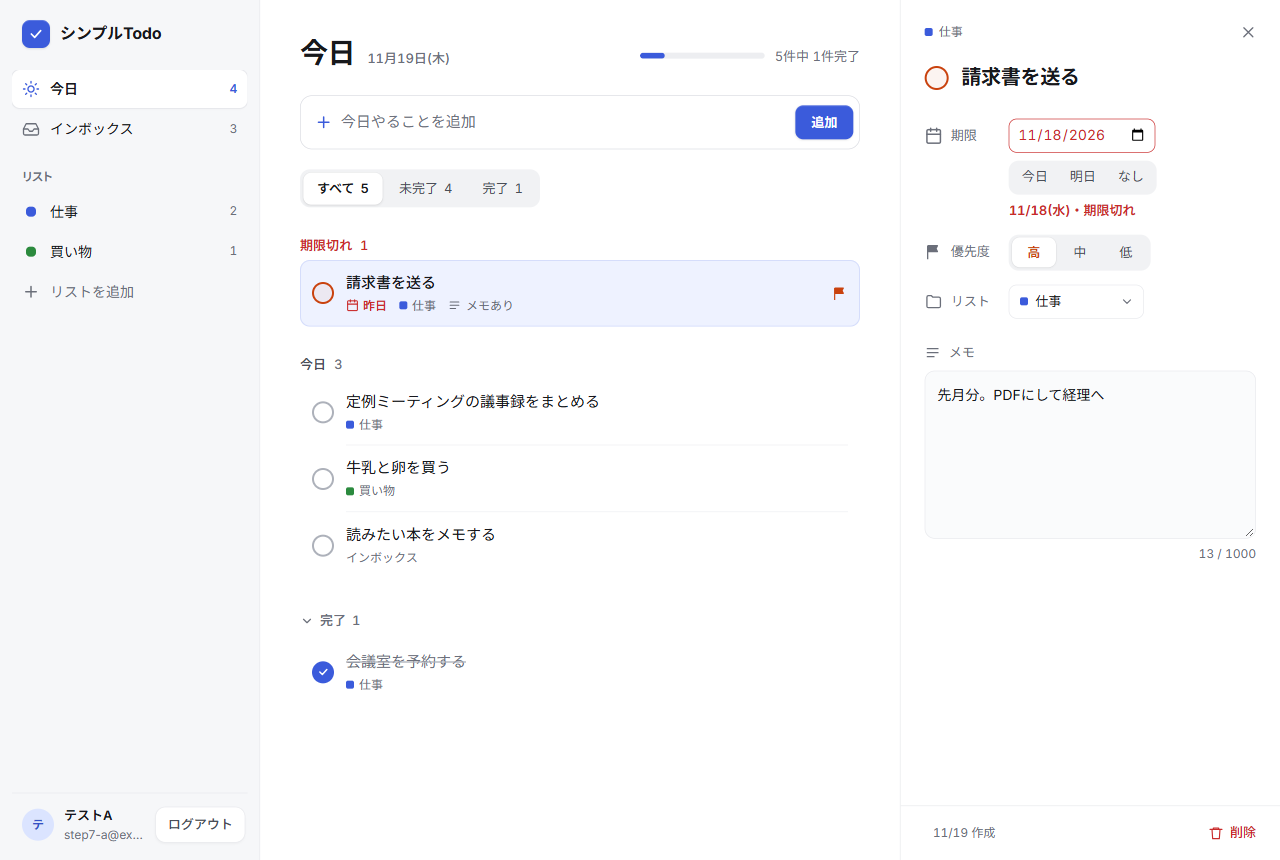 シンプルTodo
今日 4
インボックス 3
リスト
仕事 2
買い物 1
リストを追加
テ
テストA
step7-a@ex...
ログアウト
今日 11月19日(木)
5件中 1件完了
今日やることを追加
追加
すべて 5 未完了 4 完了 1
期限切れ 1
請求書を送る
昨日 仕事 メモあり
今日 3
定例ミーティングの議事録をまとめる
仕事
牛乳と卵を買う
買い物
読みたい本をメモする
インボックス
完了 1
会議室を予約する
仕事
仕事
請求書を送る
期限 11/18/2026
今日 明日 なし
11/18(水)・期限切れ
優先度 高 中 低
リスト 仕事
メモ
先月分。PDFにして経理へ
13 / 1000
11/19 作成
削除